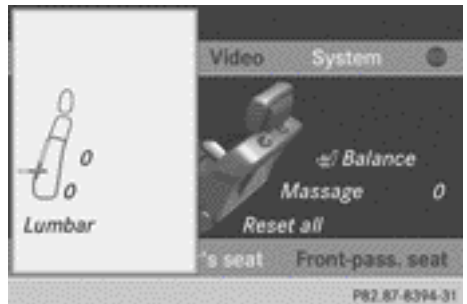 Video System
0
Balance
0
Massage 0
Lumbar Reset all
's seat Front-pass. seat
P82.87-8394-31